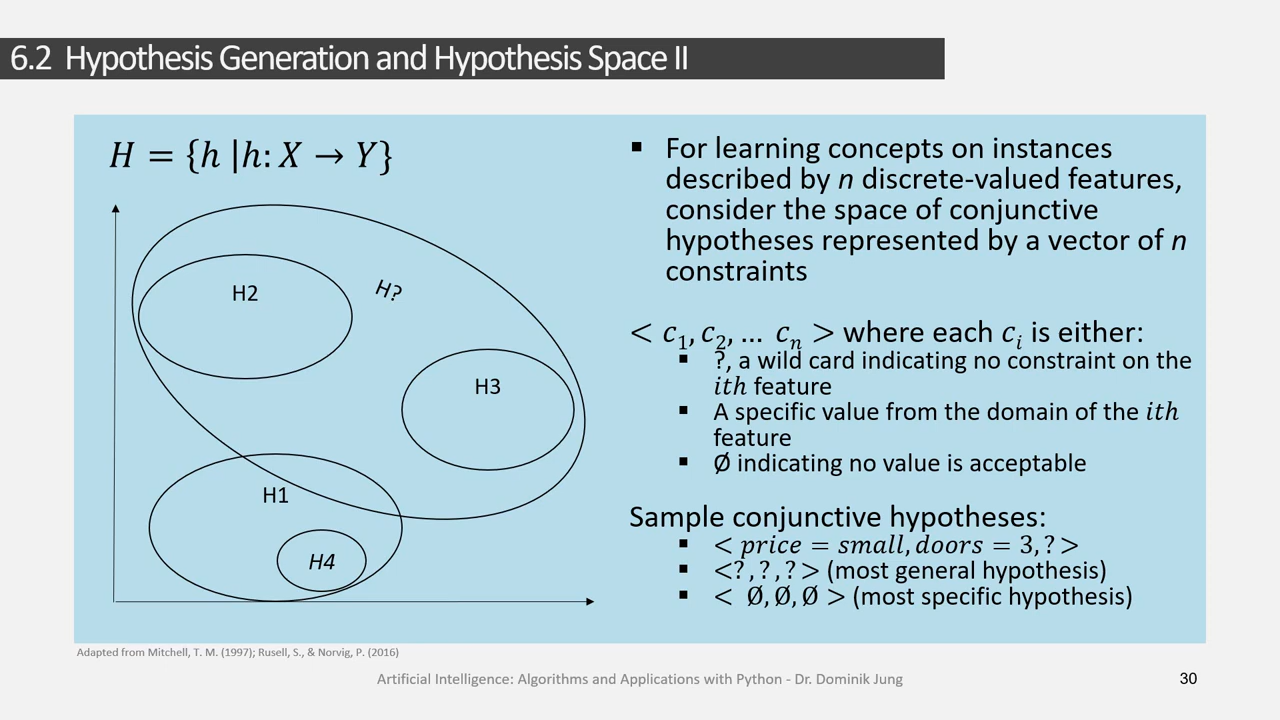 6.2 Hypothesis Generation and Hypothesis Space II
H = {h |h: X → Y}
H2
H?
H3
H1
H4
▪ For learning concepts on instances
described by n discrete-valued features,
consider the space of conjunctive
hypotheses represented by a vector of n
constraints
< c₁, c₂, … cₙ > where each cᵢ is either:
▪ ?, a wild card indicating no constraint on the
ith feature
▪ A specific value from the domain of the ith
feature
▪ Ø indicating no value is acceptable
Sample conjunctive hypotheses:
▪ < price = small, doors = 3, ? >
▪ <?, ?, ? > (most general hypothesis)
▪ < Ø, Ø, Ø > (most specific hypothesis)
Adapted from Mitchell, T. M. (1997); Rusell, S., & Norvig, P. (2016)
Artificial Intelligence: Algorithms and Applications with Python - Dr. Dominik Jung
30